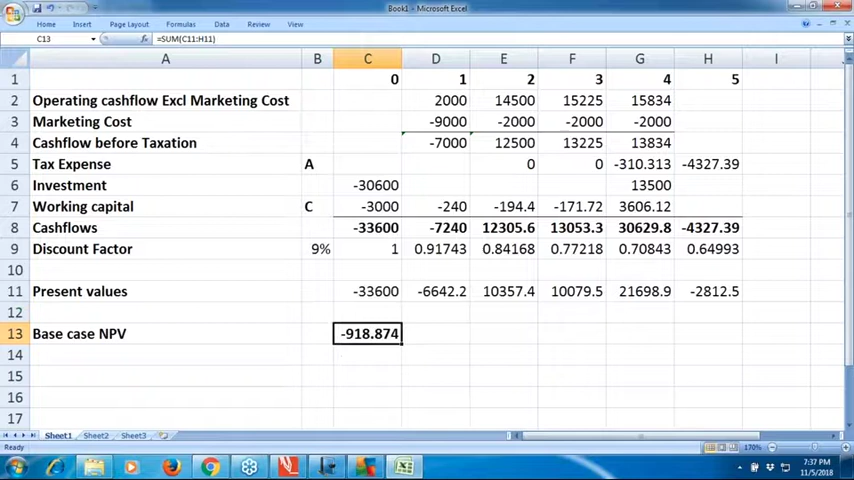 Book1 - Microsoft Excel
Home Insert Page Layout Formulas Data Review View
C13 fx =SUM(C11:H11)
A B C D E F G H I
1 0 1 2 3 4 5
2 Operating cashflow Excl Marketing Cost 2000 14500 15225 15834
3 Marketing Cost -9000 -2000 -2000 -2000
4 Cashflow before Taxation -7000 12500 13225 13834
5 Tax Expense A 0 0 -310.313 -4327.39
6 Investment -30600 13500
7 Working capital C -3000 -240 -194.4 -171.72 3606.12
8 Cashflows -33600 -7240 12305.6 13053.3 30629.8 -4327.39
9 Discount Factor 9% 1 0.91743 0.84168 0.77218 0.70843 0.64993
10
11 Present values -33600 -6642.2 10357.4 10079.5 21698.9 -2812.5
12
13 Base case NPV -918.874
14
15
16
17
Sheet1 Sheet2 Sheet3
Ready 170%
7:37 PM
11/5/2018